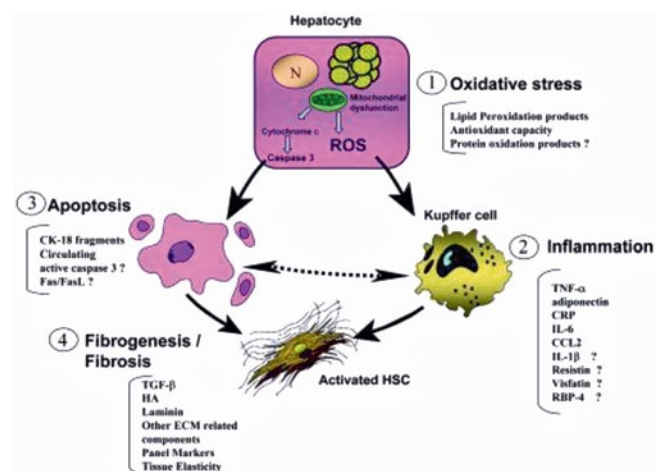 Hepatocyte
N
Mitochondrial
dysfunction
Cytochrome c
Caspase 3
ROS
1 Oxidative stress
Lipid Peroxidation products
Antioxidant capacity
Protein oxidation products ?
3 Apoptosis
CK-18 fragments
Circulating
active caspase 3 ?
Fas/FasL ?
Kupffer cell
2 Inflammation
TNF-α
adiponectin
CRP
IL-6
CCL2
IL-1β ?
Resistin ?
Visfatin ?
RBP-4 ?
4 Fibrogenesis /
Fibrosis
TGF-β
HA
Laminin
Other ECM related
components
Panel Markers
Tissue Elasticity
Activated HSC